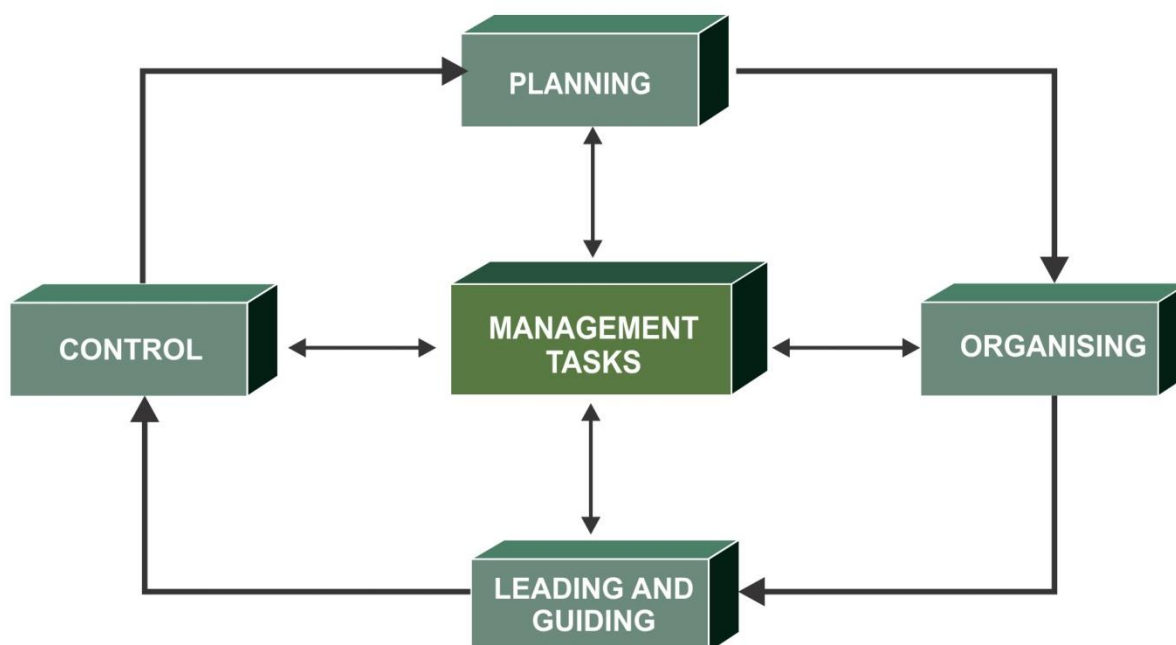 PLANNING
CONTROL
MANAGEMENT
TASKS
ORGANISING
LEADING AND
GUIDING